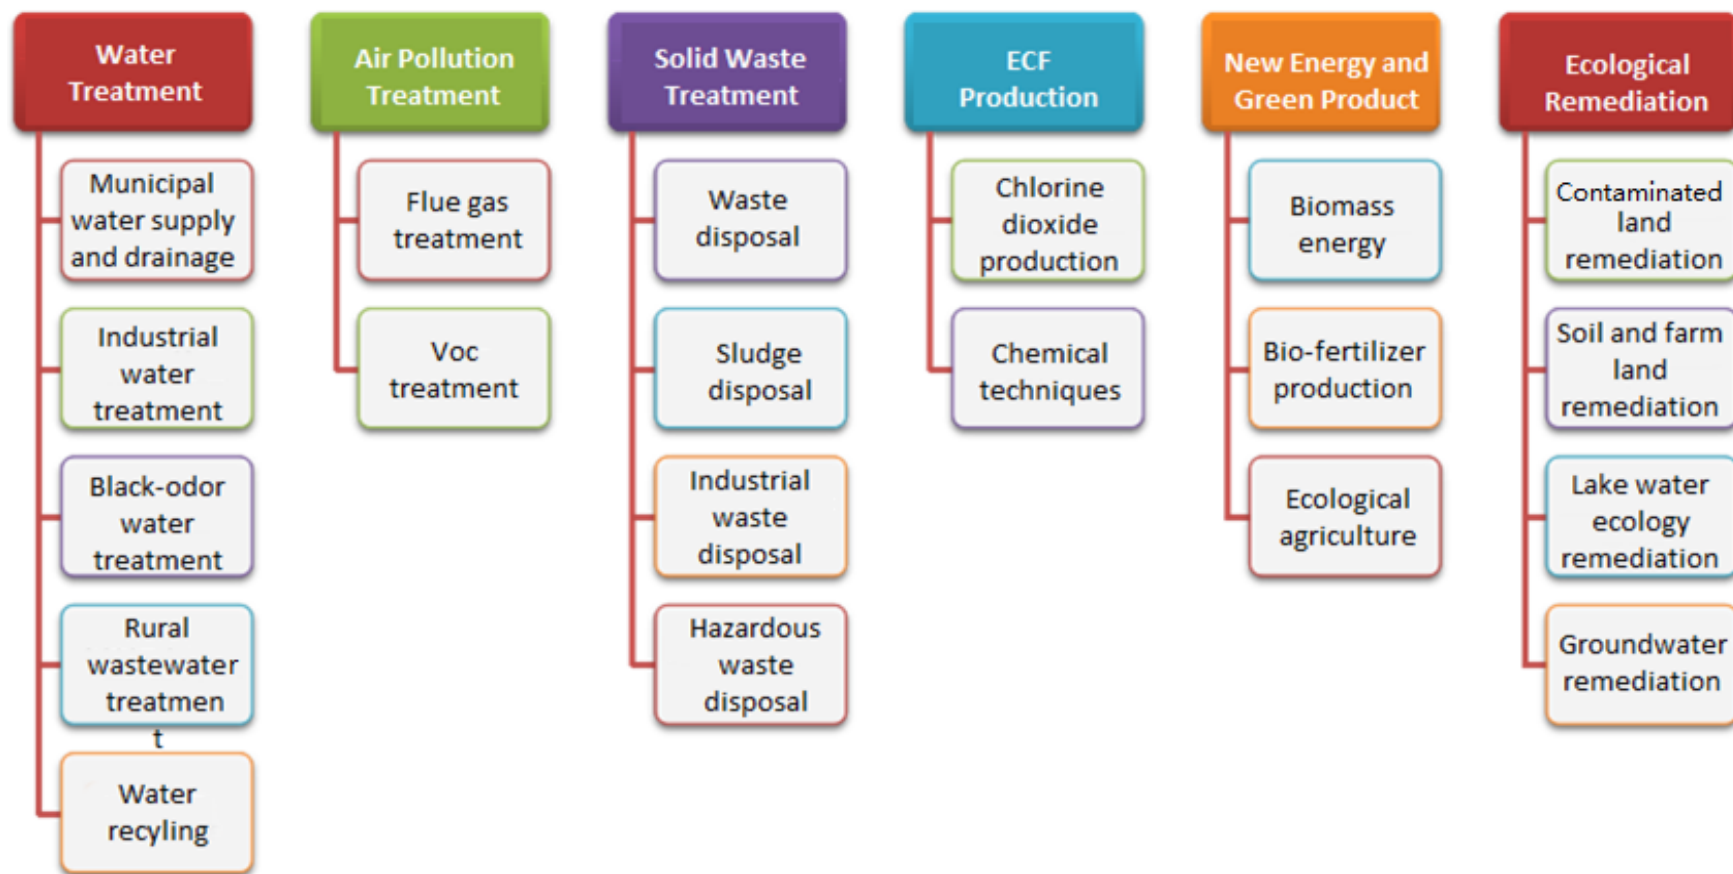 Water
Treatment
Municipal
water supply
and drainage
Industrial
water
treatment
Black-odor
water
treatment
Rural
wastewater
treatmen
t
Water
recyling
Air Pollution
Treatment
Flue gas
treatment
Voc
treatment
Solid Waste
Treatment
Waste
disposal
Sludge
disposal
Industrial
waste
disposal
Hazardous
waste
disposal
ECF
Production
Chlorine
dioxide
production
Chemical
techniques
New Energy and
Green Product
Biomass
energy
Bio-fertilizer
production
Ecological
agriculture
Ecological
Remediation
Contaminated
land
remediation
Soil and farm
land
remediation
Lake water
ecology
remediation
Groundwater
remediation